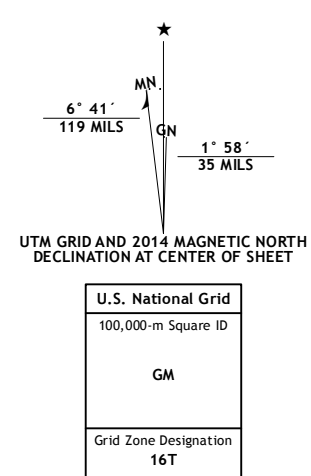 ★
MN.
6° 41´
119 MILS
GN
1° 58´
35 MILS
UTM GRID AND 2014 MAGNETIC NORTH
DECLINATION AT CENTER OF SHEET
U.S. National Grid
100,000-m Square ID
GM
Grid Zone Designation
16T